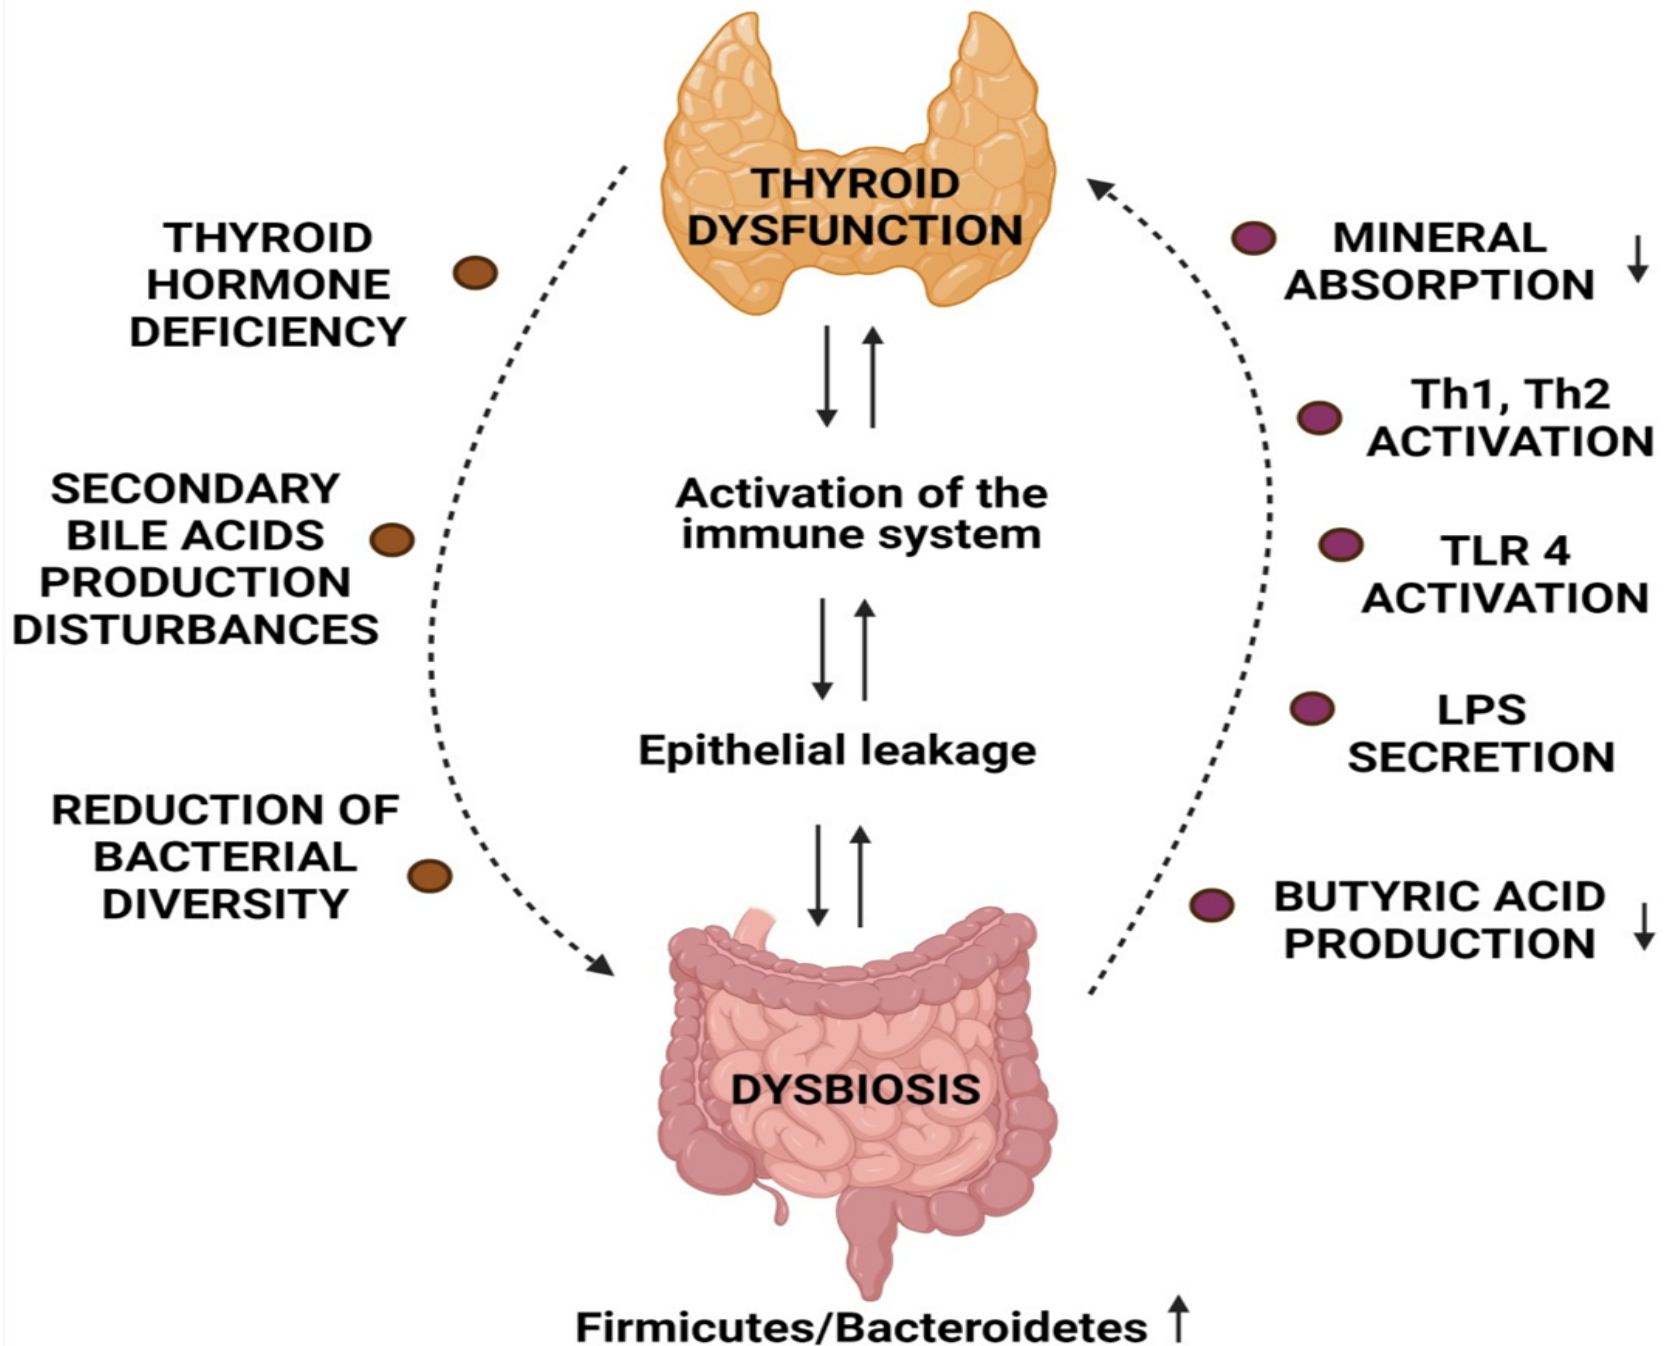 THYROID
DYSFUNCTION
THYROID
HORMONE
DEFICIENCY
SECONDARY
BILE ACIDS
PRODUCTION
DISTURBANCES
REDUCTION OF
BACTERIAL
DIVERSITY
Activation of the
immune system
Epithelial leakage
DYSBIOSIS
Firmicutes/Bacteroidetes ↑
MINERAL
ABSORPTION ↓
Th1, Th2
ACTIVATION
TLR 4
ACTIVATION
LPS
SECRETION
BUTYRIC ACID
PRODUCTION ↓